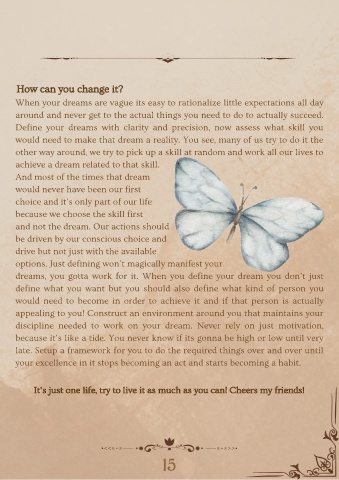 How can you change it?
When your dreams are vague its easy to rationalize little expectations all day
around and never get to the actual things you need to do to actually succeed.
Define your dreams with clarity and precision, now assess what skill you
would need to make that dream a reality. You see, many of us try to do it the
other way around, we try to pick up a skill at random and work all our lives to
achieve a dream related to that skill.
And most of the times that dream
would never have been our first
choice and it's only part of our life
because we choose the skill first
and not the dream. Our actions should
be driven by our conscious choice and
drive but not just with the available
options. Just defining won't magically manifest your
dreams, you gotta work for it. When you define your dream you don't just
define what you want but you should also define what kind of person you
would need to become in order to achieve it and if that person is actually
appealing to you! Construct an environment around you that maintains your
discipline needed to work on your dream. Never rely on just motivation,
because it's like a tide. You never know if its gonna be high or low until very
late. Setup a framework for you to do the required things over and over until
your excellence in it stops becoming an act and starts becoming a habit.
It's just one life, try to live it as much as you can! Cheers my friends!
15